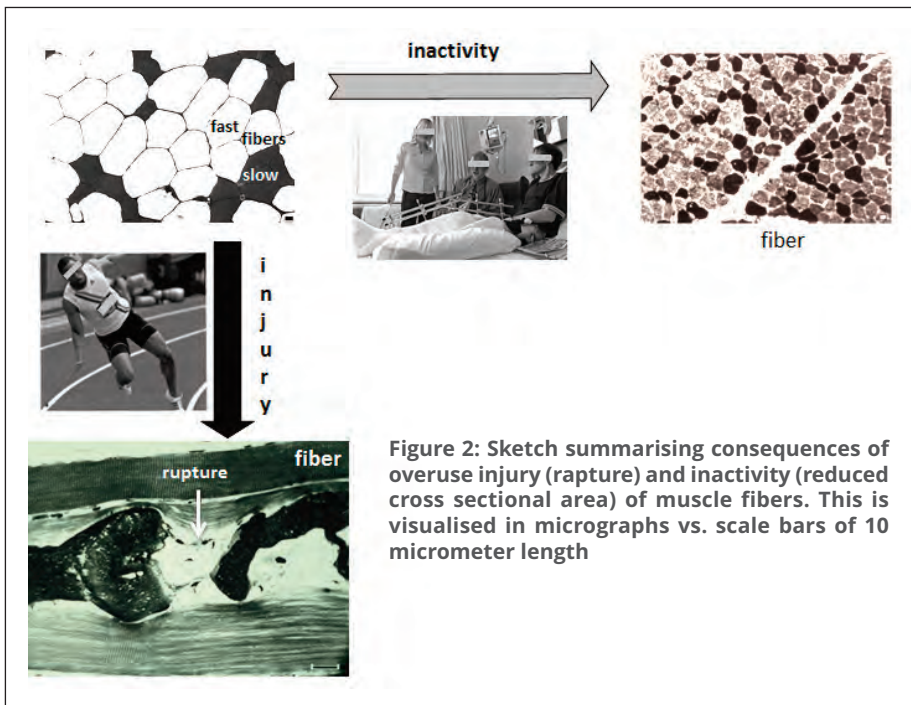 inactivity
fast
fibers
slow
fiber
i
n
j
u
r
y
fiber
rupture
Figure 2: Sketch summarising consequences of
overuse injury (rapture) and inactivity (reduced
cross sectional area) of muscle fibers. This is
visualised in micrographs vs. scale bars of 10
micrometer length